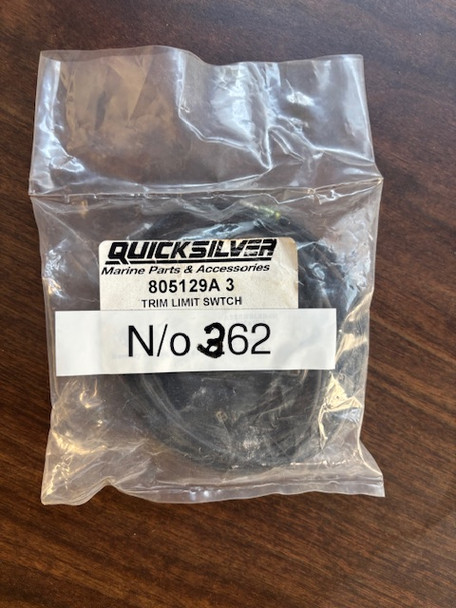 QUICKSILVER
Marine Parts & Accessories
805129A 3
TRIM LIMIT SWTCH
N/o 362